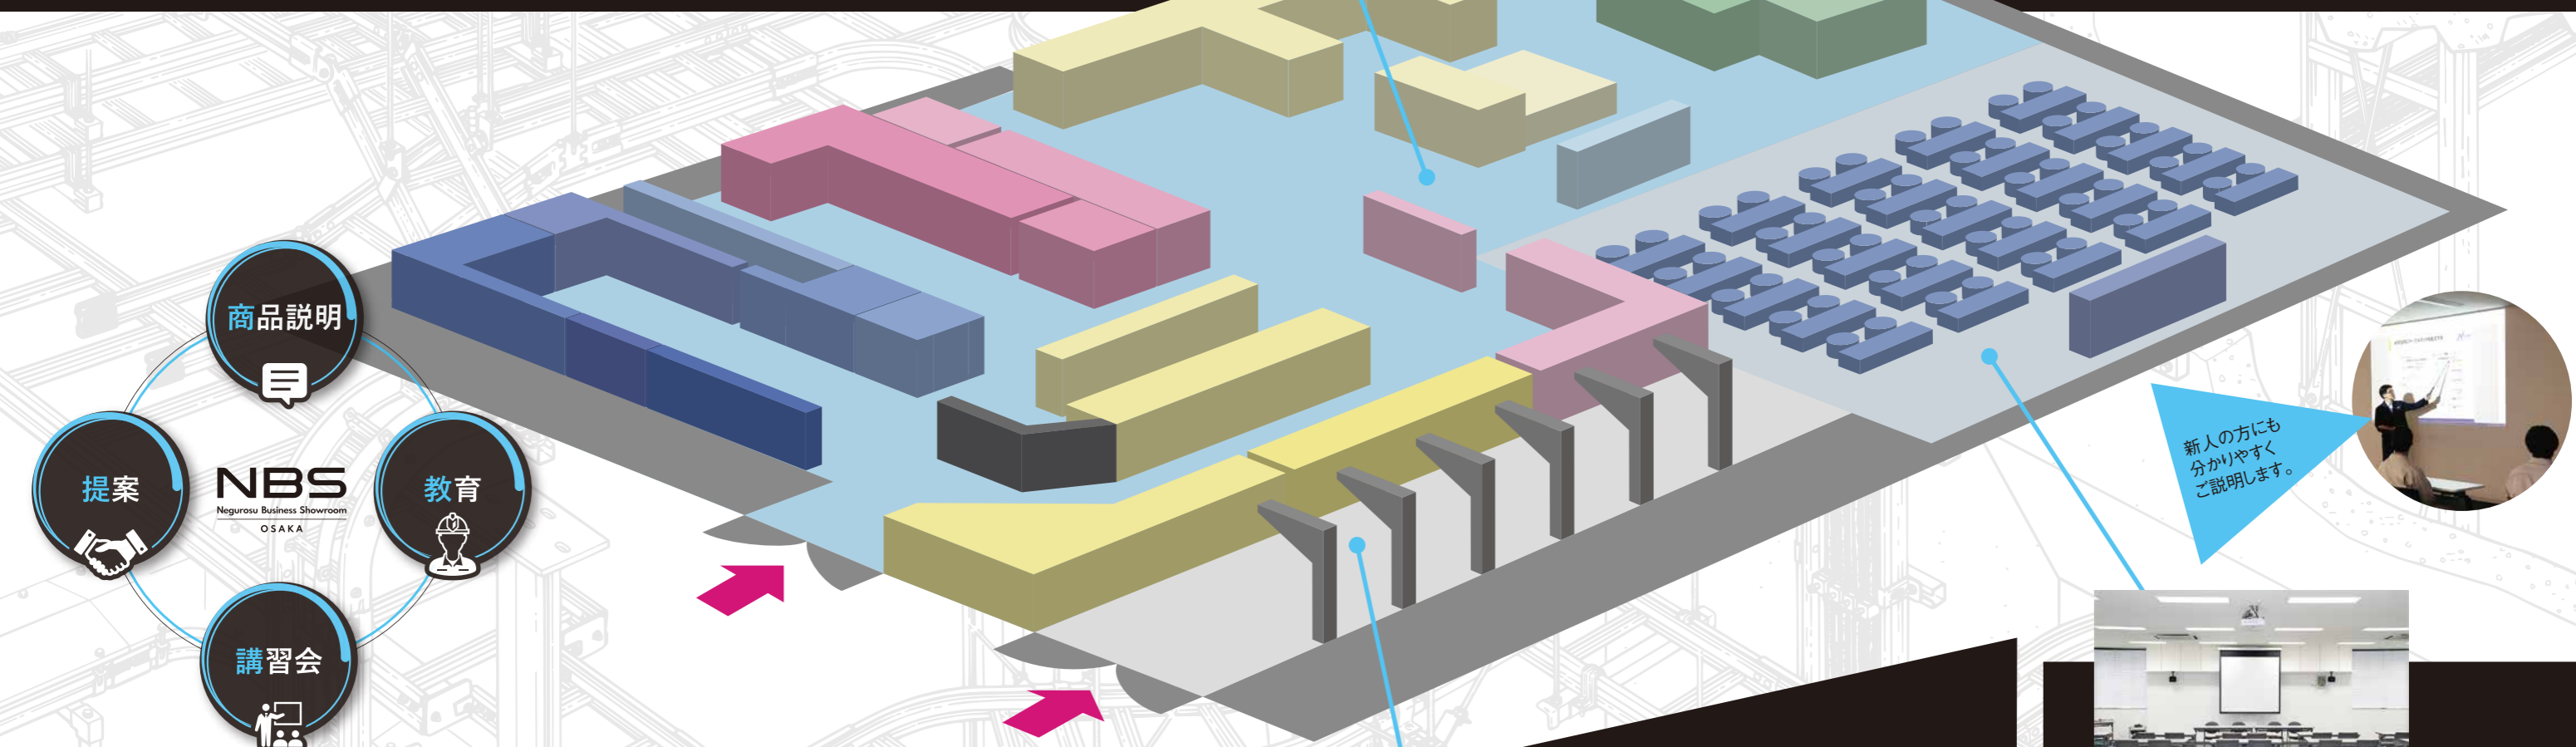 商品説明
提案
NBS
Negurosu Business Showroom
OSAKA
教育
講習会
新人の方にも
分かりやすく
ご説明します。